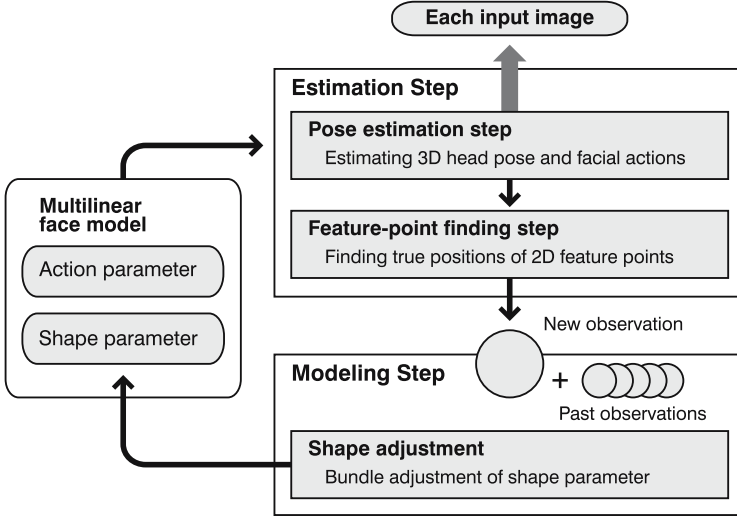 Each input image
Estimation Step
Pose estimation step
Estimating 3D head pose and facial actions
Multilinear
face model
Action parameter
Shape parameter
Feature-point finding step
Finding true positions of 2D feature points
New observation
Modeling Step
+
Past observations
Shape adjustment
Bundle adjustment of shape parameter